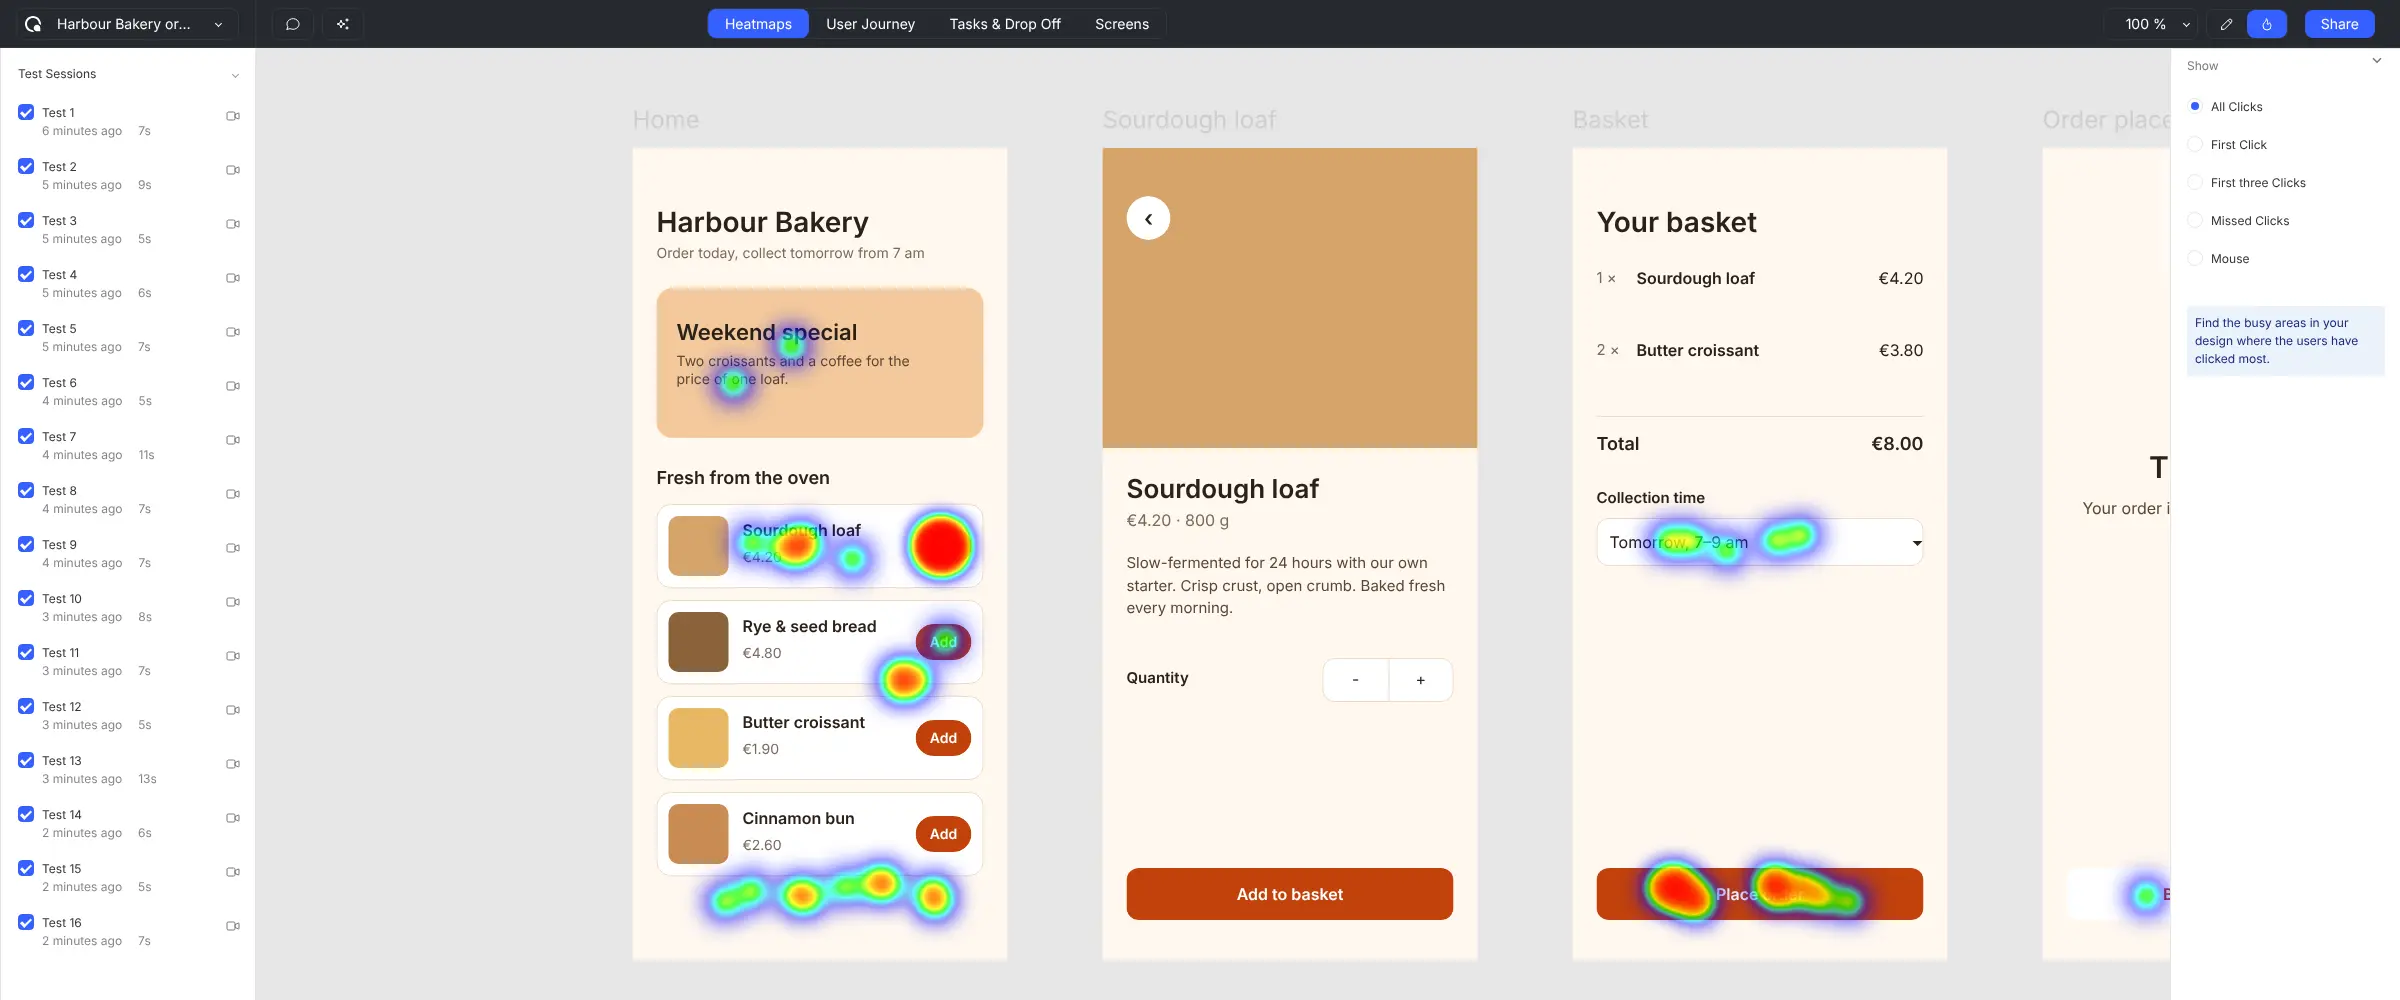 Harbour Bakery or...
Heatmaps
User Journey
Tasks & Drop Off
Screens
100 %
Share
Test Sessions
Test 1
6 minutes ago 7s
Test 2
5 minutes ago 9s
Test 3
5 minutes ago 5s
Test 4
5 minutes ago 6s
Test 5
5 minutes ago 7s
Test 6
4 minutes ago 5s
Test 7
4 minutes ago 11s
Test 8
4 minutes ago 7s
Test 9
4 minutes ago 7s
Test 10
3 minutes ago 8s
Test 11
3 minutes ago 7s
Test 12
3 minutes ago 5s
Test 13
3 minutes ago 13s
Test 14
2 minutes ago 6s
Test 15
2 minutes ago 5s
Test 16
2 minutes ago 7s
Home
Harbour Bakery
Order today, collect tomorrow from 7 am
Weekend special
Two croissants and a coffee for the
price of one loaf.
Fresh from the oven
Sourdough loaf
€4.20
Rye & seed bread
€4.80
Add
Butter croissant
€1.90
Add
Cinnamon bun
€2.60
Add
Sourdough loaf
Sourdough loaf
€4.20 · 800 g
Slow-fermented for 24 hours with our own
starter. Crisp crust, open crumb. Baked fresh
every morning.
Quantity
-
+
Add to basket
Basket
Your basket
1 × Sourdough loaf €4.20
2 × Butter croissant €3.80
Total €8.00
Collection time
Tomorrow, 7–9 am
Place
Order place
T
Your order i
Show
All Clicks
First Click
First three Clicks
Missed Clicks
Mouse
Find the busy areas in your
design where the users have
clicked most.